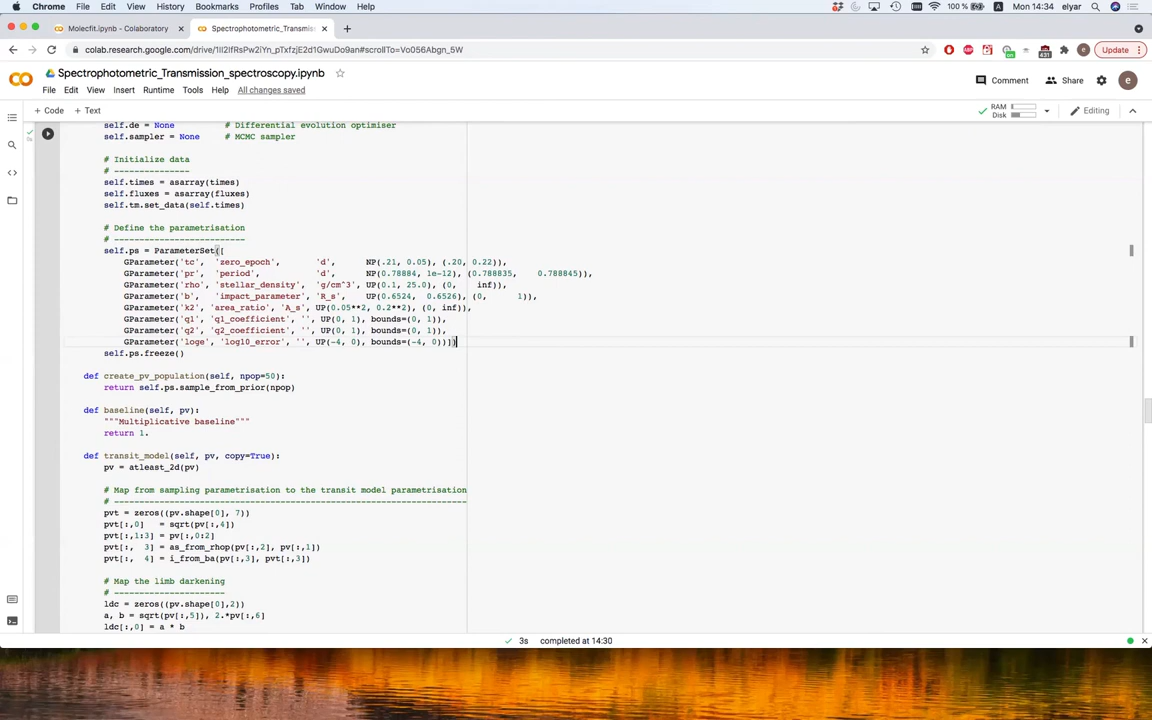 Chrome File Edit View History Bookmarks Profiles Tab Window Help 100 % Mon 14:34 elyar
Molecfit.ipynb - Colaboratory Spectrophotometric_Transmissi
colab.research.google.com/drive/
Update
Spectrophotometric_Transmission_spectroscopy.ipynb
Comment Share e
File Edit View Insert Runtime Tools Help All changes saved
+ Code + Text RAM Disk Editing
self.de = None # Differential evolution optimiser
self.sampler = None # MCMC sampler
# Initialize data
# ---------------
self.times = asarray(times)
self.fluxes = asarray(fluxes)
self.tm.set_data(self.times)
# Define the parametrisation
# --------------------------
self.ps = ParameterSet([
GParameter('tc', 'zero_epoch', 'd', NP(.21, 0.05), (.20, 0.22)),
GParameter('pr', 'period', 'd', NP(0.78884, 1e-12), (0.788835, 0.788845)),
GParameter('rho', 'stellar_density', 'g/cm^3', UP(0.1, 25.0), (0, inf)),
GParameter('b', 'impact_parameter', 'R_s', UP(0.6524, 0.6526), (0, 1)),
GParameter('k2', 'area_ratio', 'A_s', UP(0.05**2, 0.2**2), (0, inf)),
GParameter('q1', 'q1_coefficient', '', UP(0, 1), bounds=(0, 1)),
GParameter('q2', 'q2_coefficient', '', UP(0, 1), bounds=(0, 1)),
GParameter('loge', 'log10_error', '', UP(-4, 0), bounds=(-4, 0))])
self.ps.freeze()
def create_pv_population(self, npop=50):
return self.ps.sample_from_prior(npop)
def baseline(self, pv):
"""Multiplicative baseline"""
return 1.
def transit_model(self, pv, copy=True):
pv = atleast_2d(pv)
# Map from sampling parametrisation to the transit model parametrisation
# ----------------------------------------------------------------------
pvt = zeros((pv.shape[0], 7))
pvt[:,0] = sqrt(pv[:,4])
pvt[:,1:3] = pv[:,0:2]
pvt[:, 3] = as_from_rhop(pv[:,2], pv[:,1])
pvt[:, 4] = i_from_ba(pv[:,3], pvt[:,3])
# Map the limb darkening
# ----------------------
ldc = zeros((pv.shape[0],2))
a, b = sqrt(pv[:,5]), 2.*pv[:,6]
ldc[:,0] = a * b
3s completed at 14:30